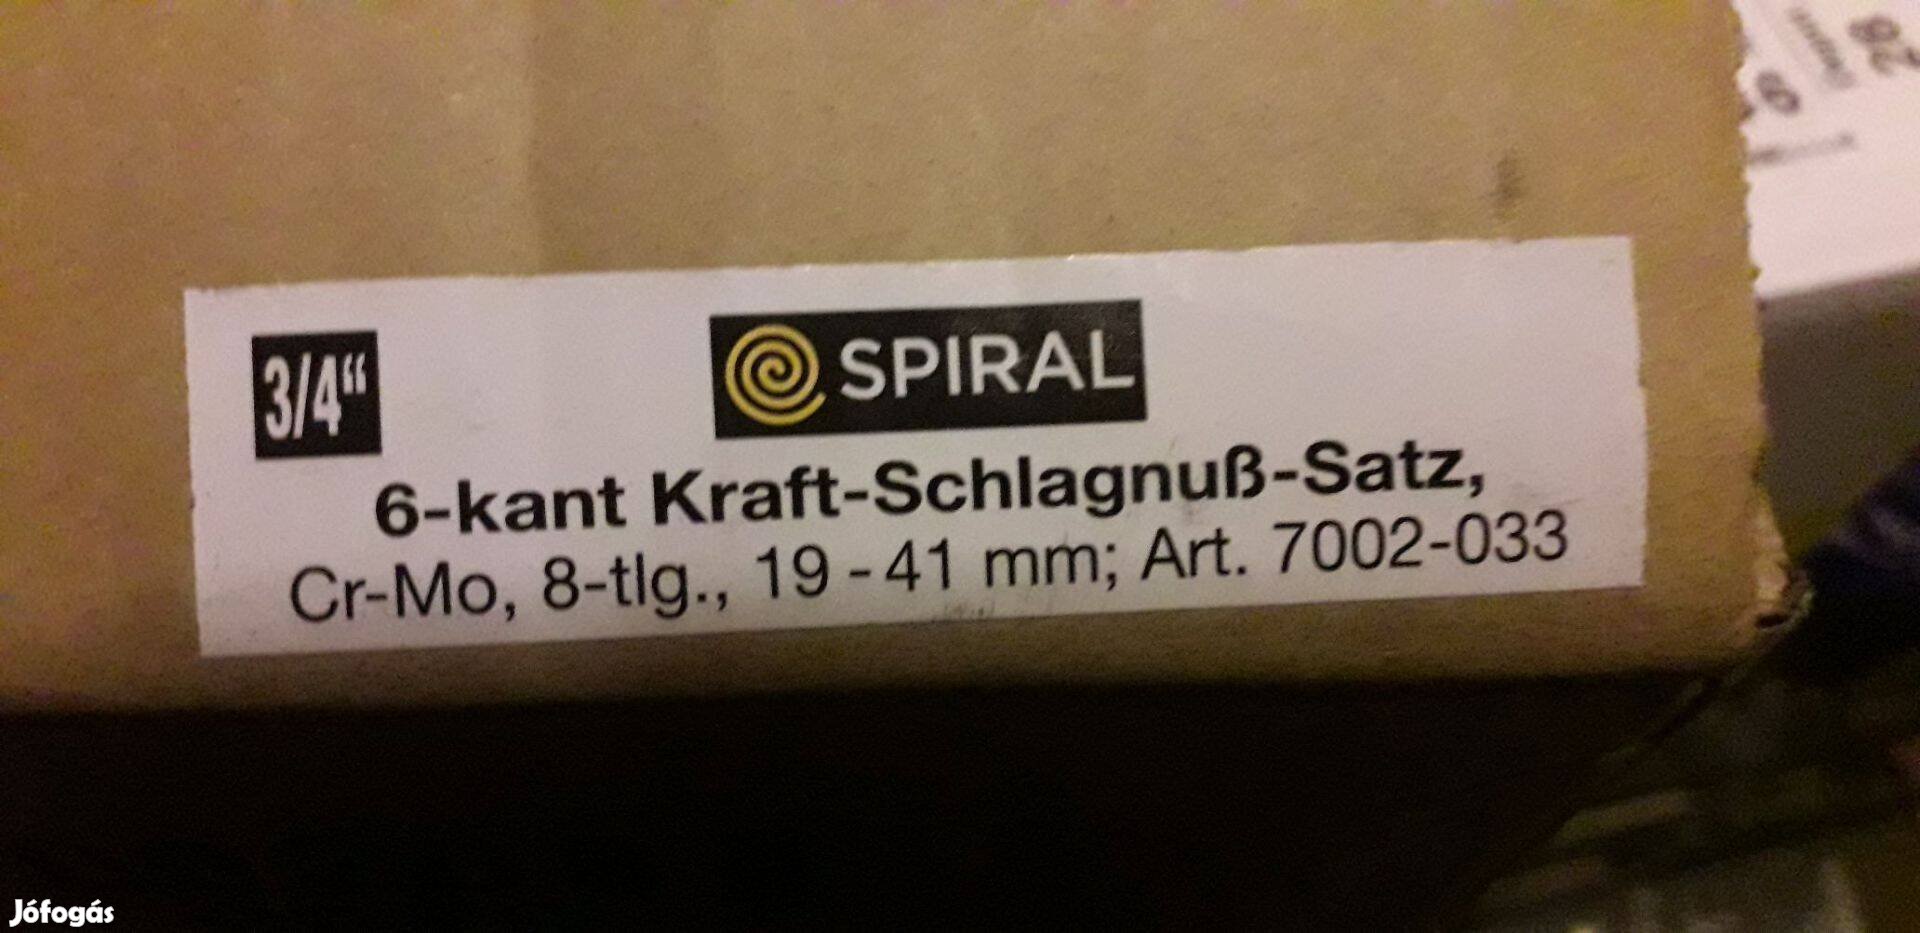 3/4“
SPIRAL
6-kant Kraft-Schlagnuß-Satz,
Cr-Mo, 8-tlg., 19 - 41 mm; Art. 7002-033
Jófogás